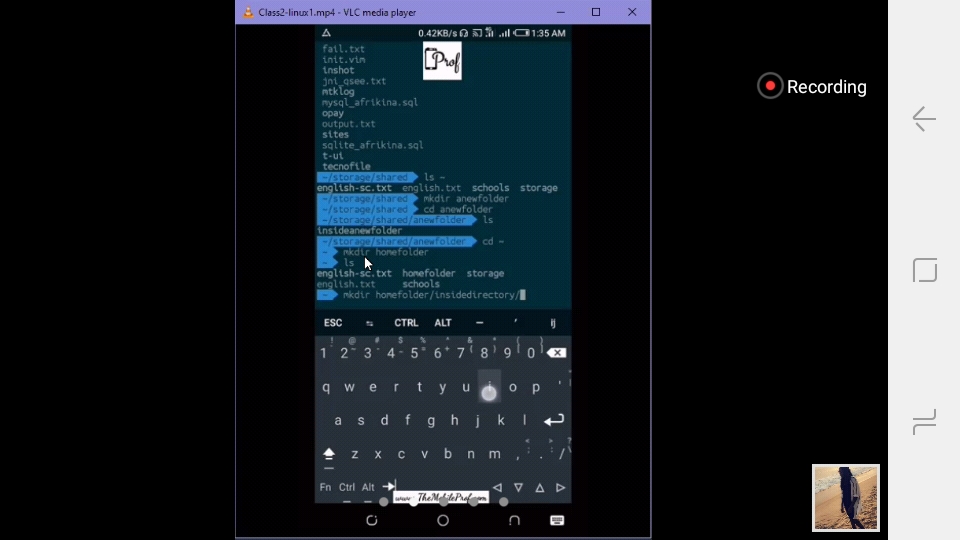 Class2-linux1.mp4 - VLC media player
0.42KB/s 1:35 AM
Prof
fail.txt
init.vim
inshot
jni_qsee.txt
mtklog
mysql_afrikina.sql
opay
output.txt
sites
sqlite_afrikina.sql
t-ui
tecnofile
~/storage/shared ls ~
english-sc.txt english.txt schools storage
~/storage/shared mkdir anewfolder
~/storage/shared cd anewfolder
~/storage/shared/anewfolder ls
insideanewfolder
~/storage/shared/anewfolder cd ~
~ mkdir homefolder
~ ls
english-sc.txt homefolder storage
english.txt schools
~ mkdir homefolder/insidedirectory/
ESC CTRL ALT – ' ij
1 2 3 4 5 6 7 8 9 0
q w e r t y u i o p '
a s d f g h j k l
z x c v b n m , . /
Fn Ctrl Alt
www.TheMobileProf.com
Recording